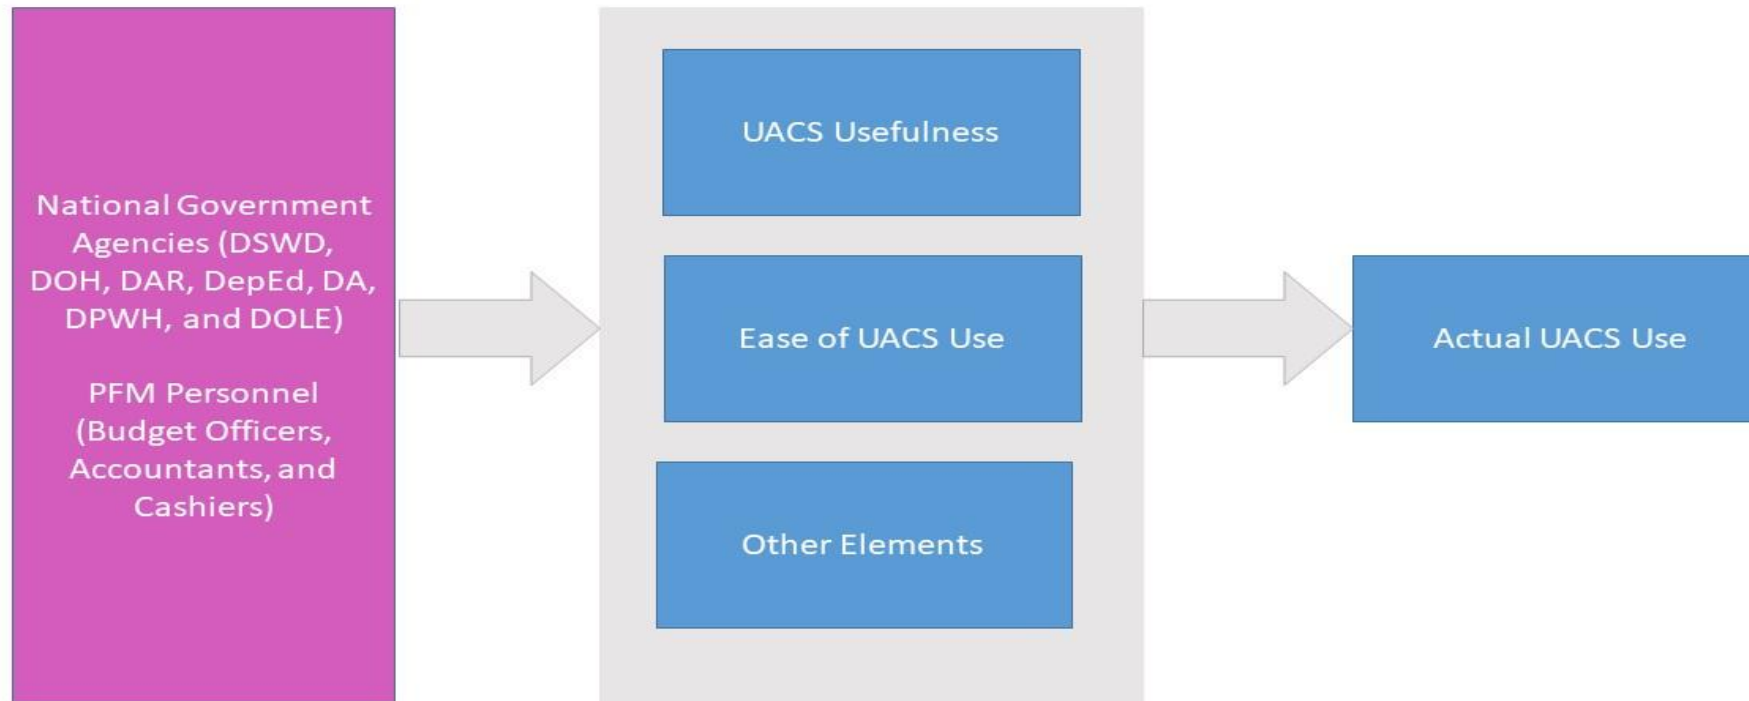 National Government
Agencies (DSWD,
DOH, DAR, DepEd, DA,
DPWH, and DOLE)
PFM Personnel
(Budget Officers,
Accountants, and
Cashiers)
UACS Usefulness
Ease of UACS Use
Other Elements
Actual UACS Use